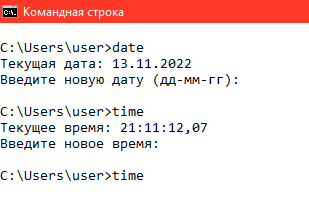 Командная строка
C:\Users\user>date
Текущая дата: 13.11.2022
Введите новую дату (дд-мм-гг):
C:\Users\user>time
Текущее время: 21:11:12,07
Введите новое время:
C:\Users\user>time